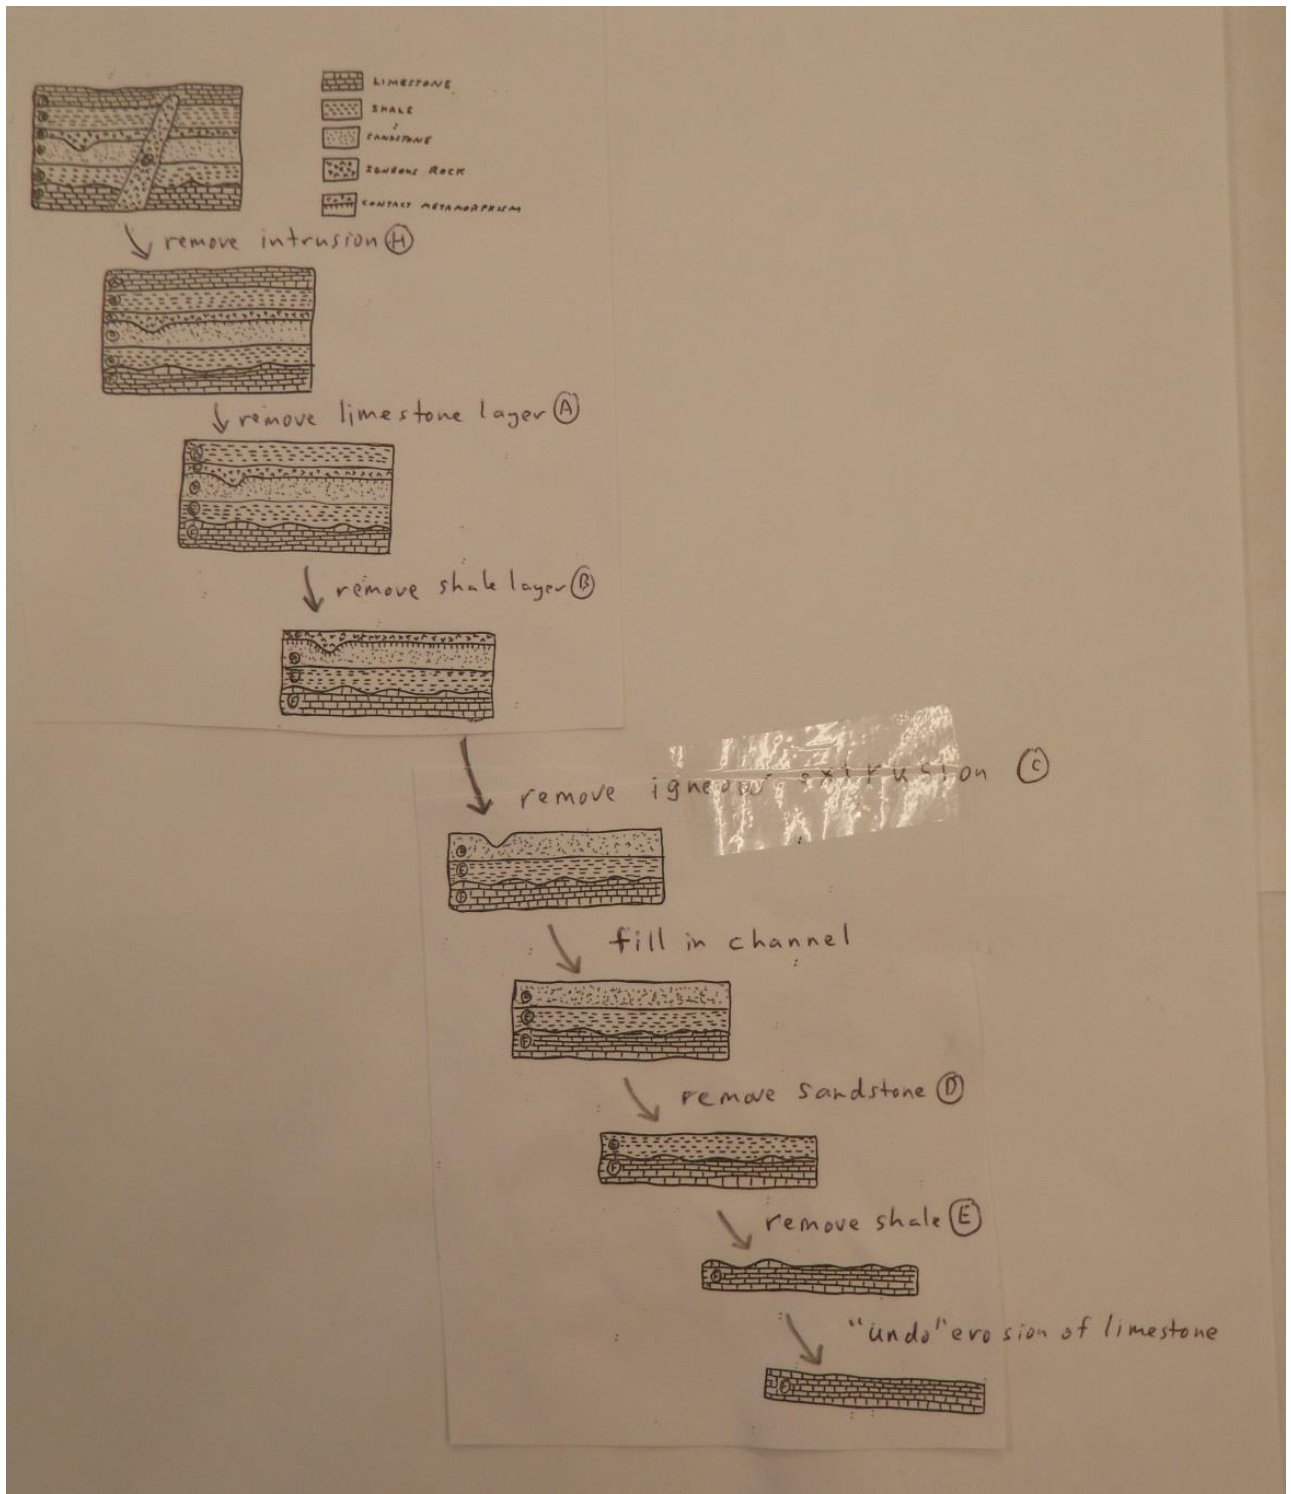 LIMESTONE
SHALE
SANDSTONE
IGNEOUS ROCK
CONTACT METAMORPHISM
remove intrusion H
remove limestone layer A
remove shale layer B
remove igneous extrusion C
D
E
F
fill in channel
D
E
F
remove sandstone D
E
F
remove shale E
F
"undo" erosion of limestone
F